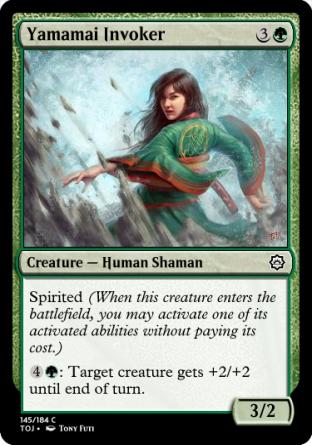 Yamamai Invoker 3
Creature — Human Shaman
Spirited (When this creature enters the
battlefield, you may activate one of its
activated abilities without paying its
cost.)
4 : Target creature gets +2/+2
until end of turn.
3/2
145/184 C
TOJ • Tony Futi